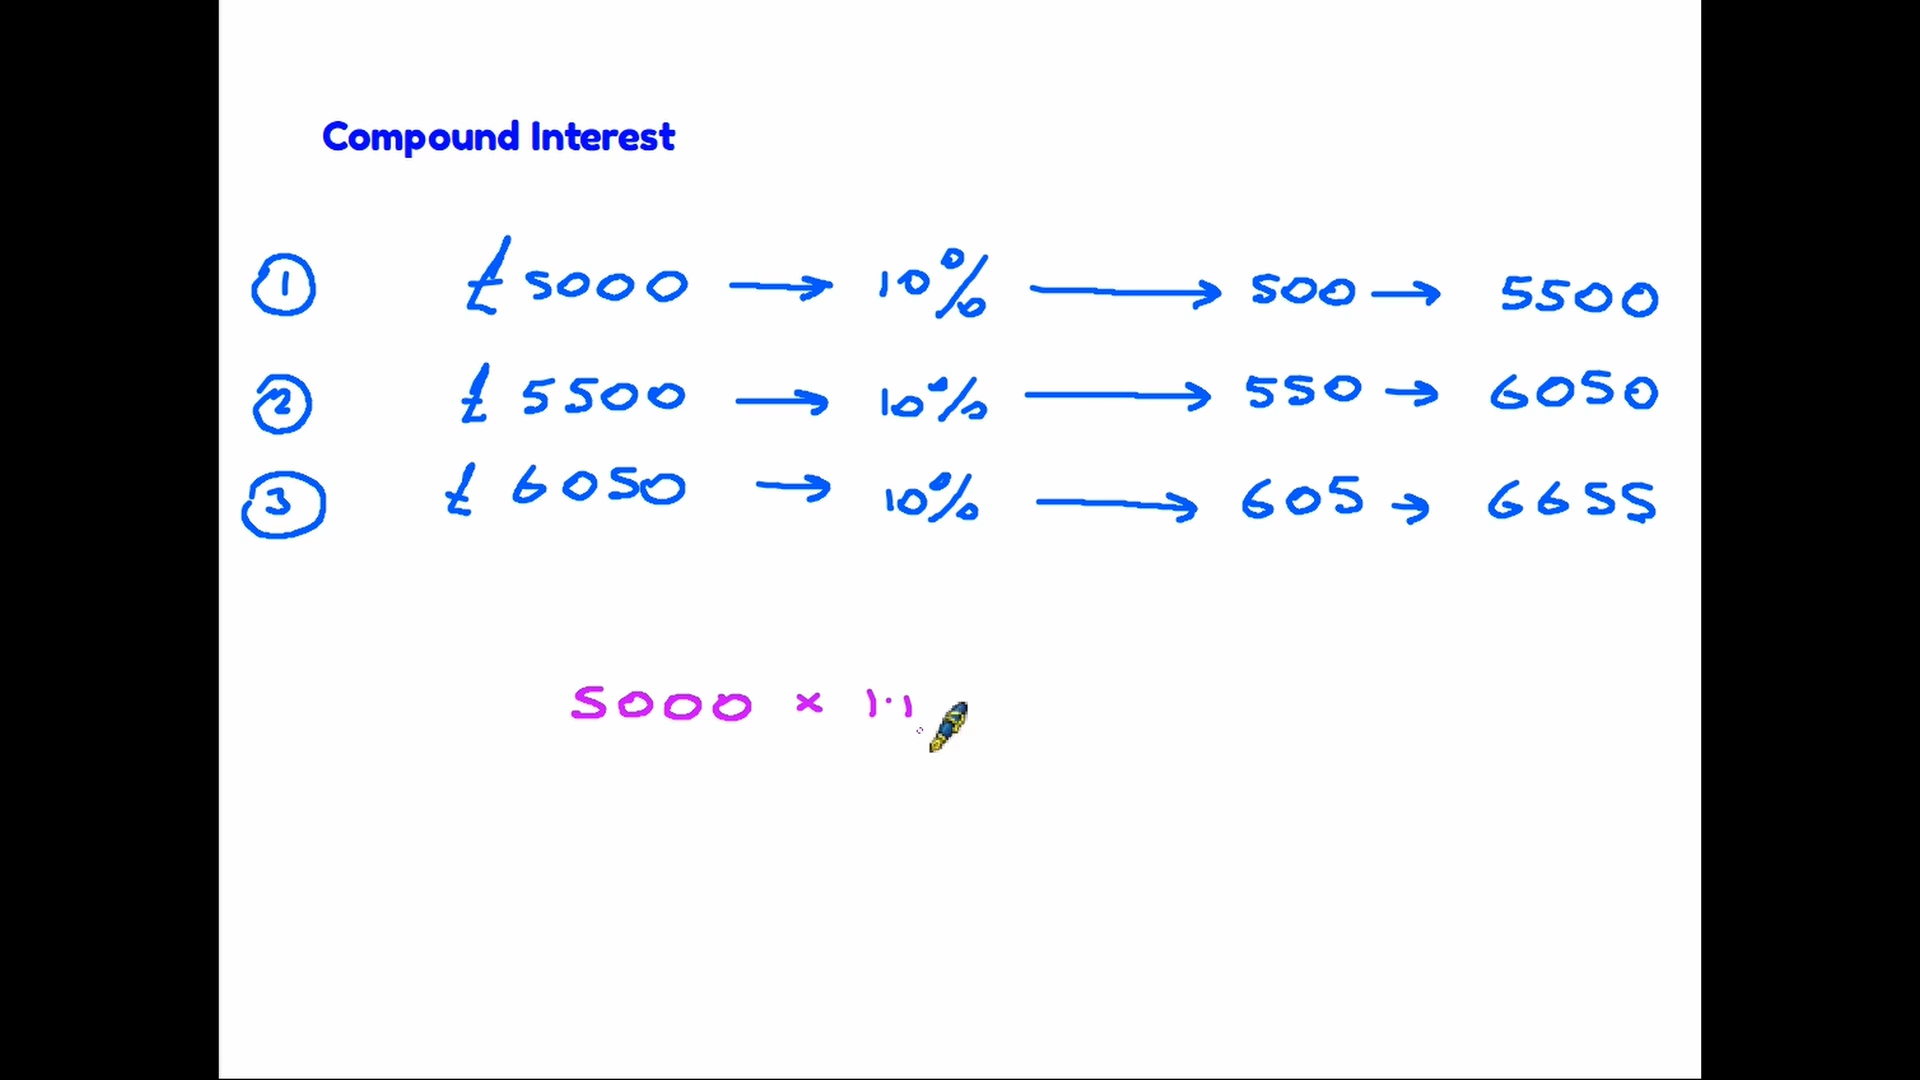 Compound Interest
① £5000 → 10% → 500 → 5500
② £5500 → 10% → 550 → 6050
③ £6050 → 10% → 605 → 6655
5000 × 1·1